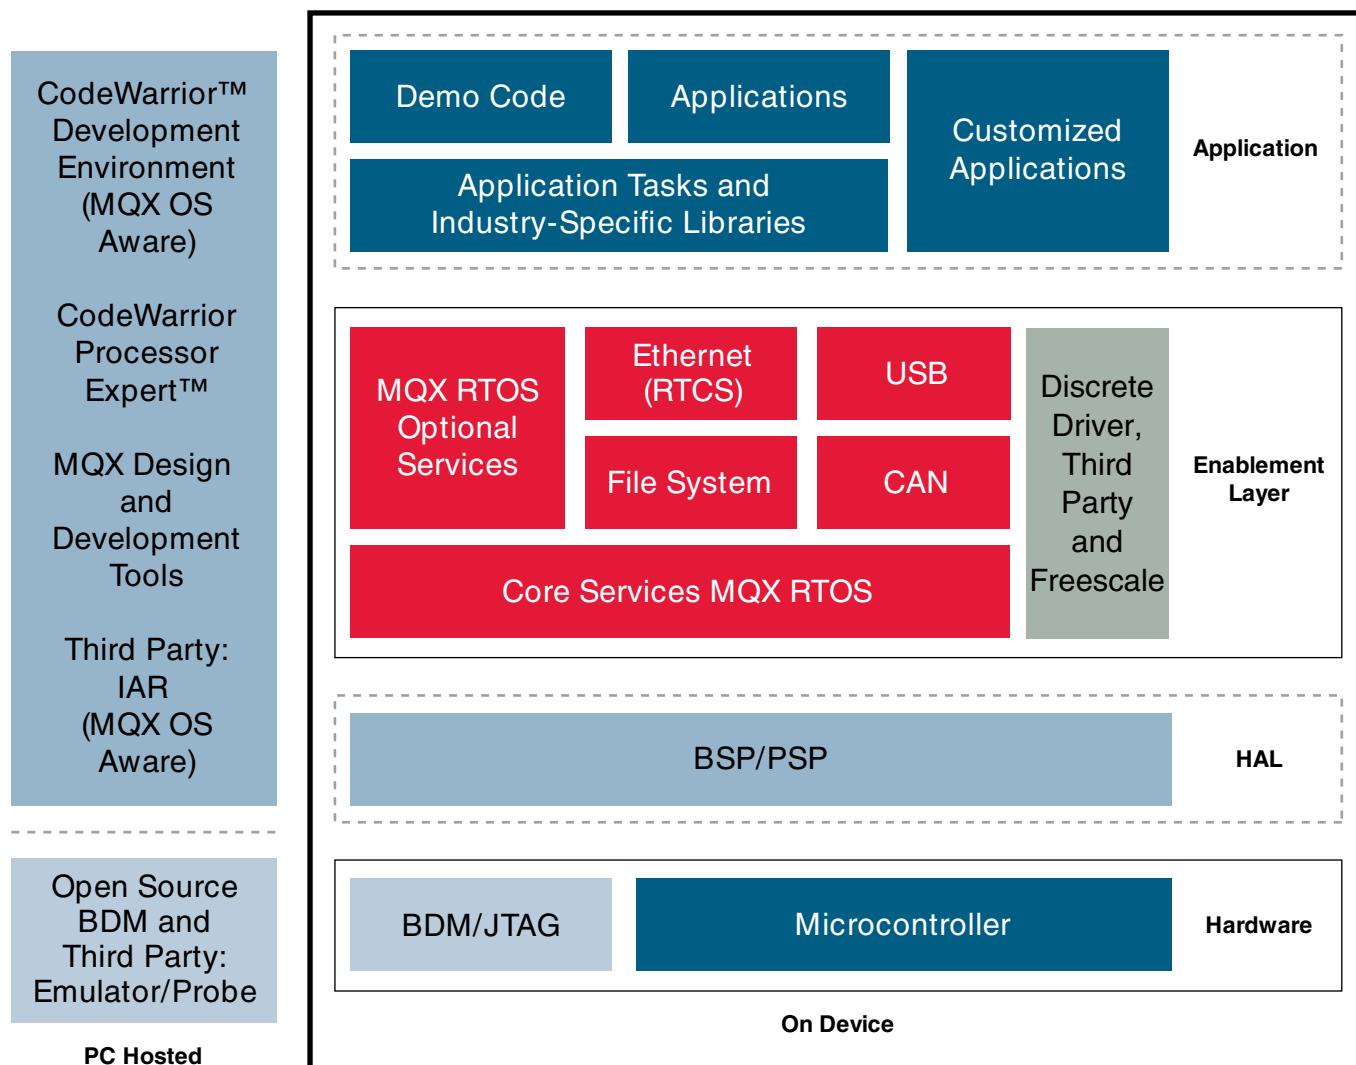 CodeWarrior™
Development
Environment
(MQX OS
Aware)
CodeWarrior
Processor
Expert™
MQX Design
and
Development
Tools
Third Party:
IAR
(MQX OS
Aware)
Open Source
BDM and
Third Party:
Emulator/Probe
PC Hosted
Demo Code
Applications
Customized
Applications
Application Tasks and
Industry-Specific Libraries
Application
MQX RTOS
Optional
Services
Ethernet
(RTCS)
USB
File System
CAN
Core Services MQX RTOS
Discrete
Driver,
Third
Party
and
Freescale
Enablement
Layer
BSP/PSP
HAL
BDM/JTAG
Microcontroller
Hardware
On Device